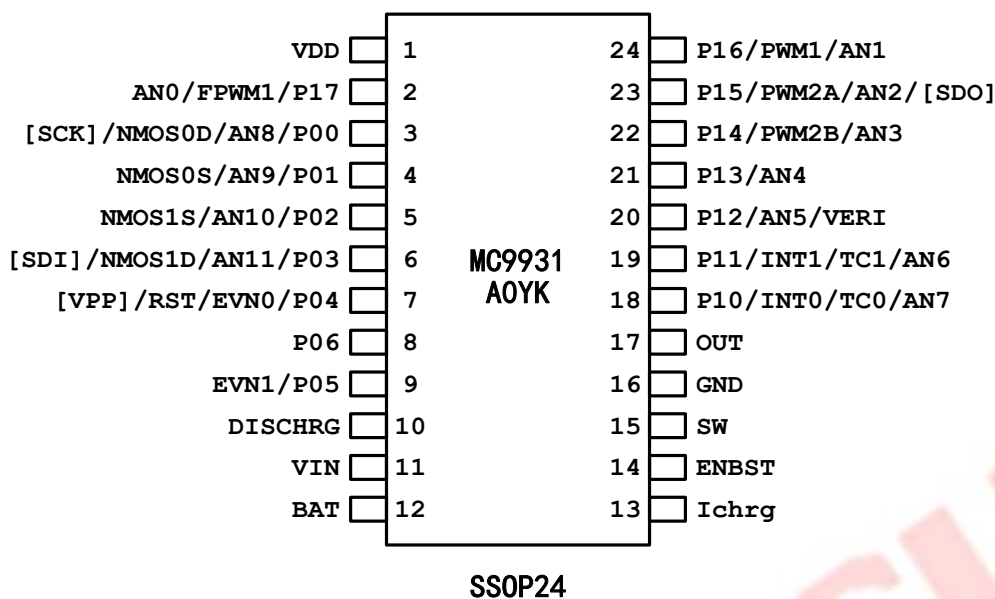 VDD 1 24 P16/PWM1/AN1
AN0/FPWM1/P17 2 23 P15/PWM2A/AN2/[SDO]
[SCK]/NMOS0D/AN8/P00 3 22 P14/PWM2B/AN3
NMOS0S/AN9/P01 4 21 P13/AN4
NMOS1S/AN10/P02 5 20 P12/AN5/VERI
[SDI]/NMOS1D/AN11/P03 6 19 P11/INT1/TC1/AN6
MC9931
A0YK
[VPP]/RST/EVN0/P04 7 18 P10/INT0/TC0/AN7
P06 8 17 OUT
EVN1/P05 9 16 GND
DISCHRG 10 15 SW
VIN 11 14 ENBST
BAT 12 13 Ichrg
SSOP24